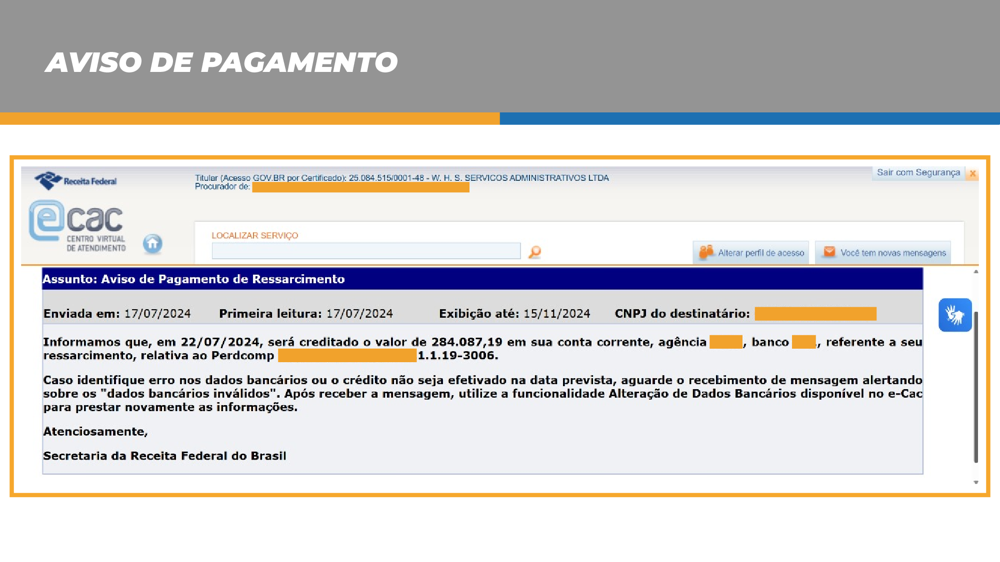 AVISO DE PAGAMENTO
Receita Federal
Titular (Acesso GOV.BR por Certificado): 25.084.515/0001-48 - W. H. S. SERVICOS ADMINISTRATIVOS LTDA
Procurador de:
Sair com Segurança x
ecac
CENTRO VIRTUAL
DE ATENDIMENTO
LOCALIZAR SERVIÇO
Alterar perfil de acesso
Você tem novas mensagens
Assunto: Aviso de Pagamento de Ressarcimento
Enviada em: 17/07/2024 Primeira leitura: 17/07/2024 Exibição até: 15/11/2024 CNPJ do destinatário:
Informamos que, em 22/07/2024, será creditado o valor de 284.087,19 em sua conta corrente, agência , banco , referente a seu
ressarcimento, relativa ao Perdcomp 1.1.19-3006.
Caso identifique erro nos dados bancários ou o crédito não seja efetivado na data prevista, aguarde o recebimento de mensagem alertando
sobre os "dados bancários inválidos". Após receber a mensagem, utilize a funcionalidade Alteração de Dados Bancários disponível no e-Cac
para prestar novamente as informações.
Atenciosamente,
Secretaria da Receita Federal do Brasil